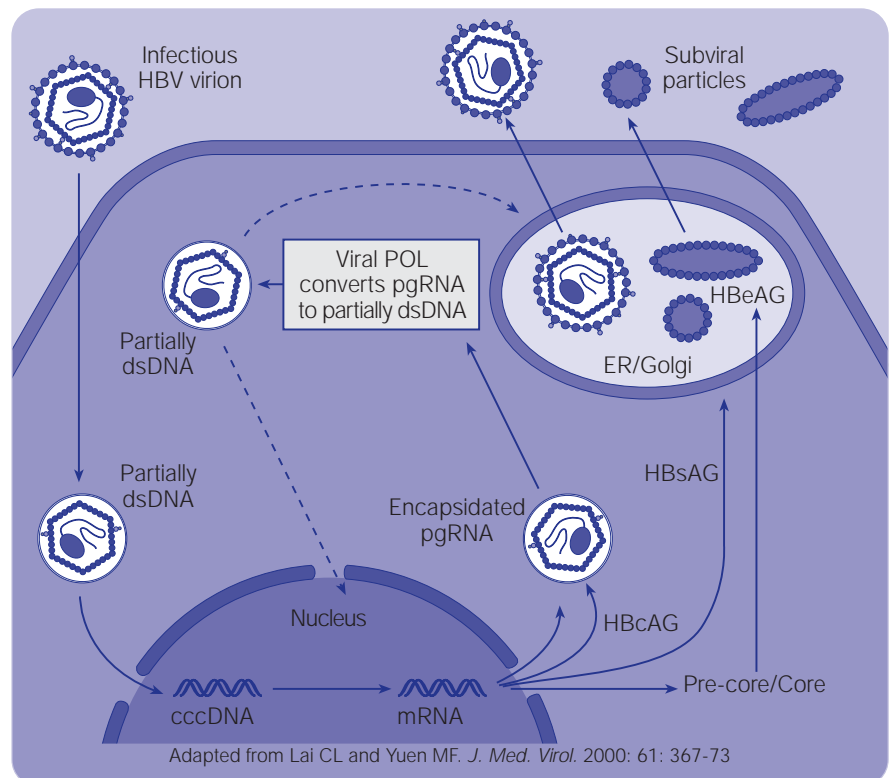 Infectious
HBV virion
Subviral
particles
Viral POL
converts pgRNA
to partially dsDNA
HBeAG
ER/Golgi
Partially
dsDNA
Partially
dsDNA
HBsAG
Encapsidated
pgRNA
HBcAG
Nucleus
cccDNA
mRNA
Pre-core/Core
Adapted from Lai CL and Yuen MF. J. Med. Virol. 2000: 61: 367-73